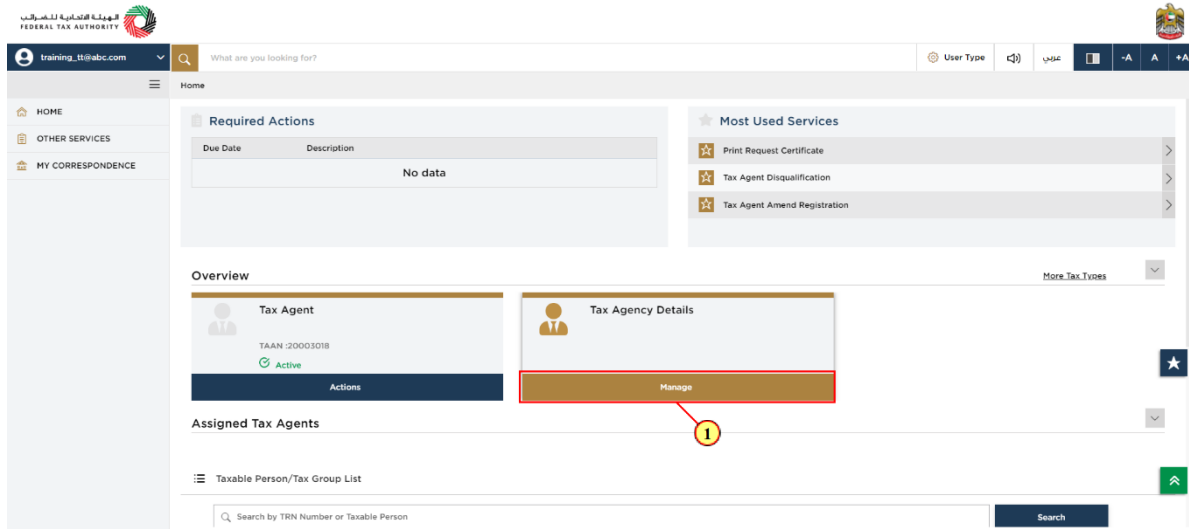 الهيئة الاتحادية للضرائب
FEDERAL TAX AUTHORITY
training_tt@abc.com
What are you looking for?
User Type
عربي
-A
A
+A
Home
HOME
OTHER SERVICES
MY CORRESPONDENCE
Required Actions
Due Date Description
No data
Most Used Services
Print Request Certificate
Tax Agent Disqualification
Tax Agent Amend Registration
Overview
More Tax Types
Tax Agent
TAAN :20003018
Active
Actions
Tax Agency Details
Manage
1
Assigned Tax Agents
Taxable Person/Tax Group List
Search by TRN Number or Taxable Person
Search